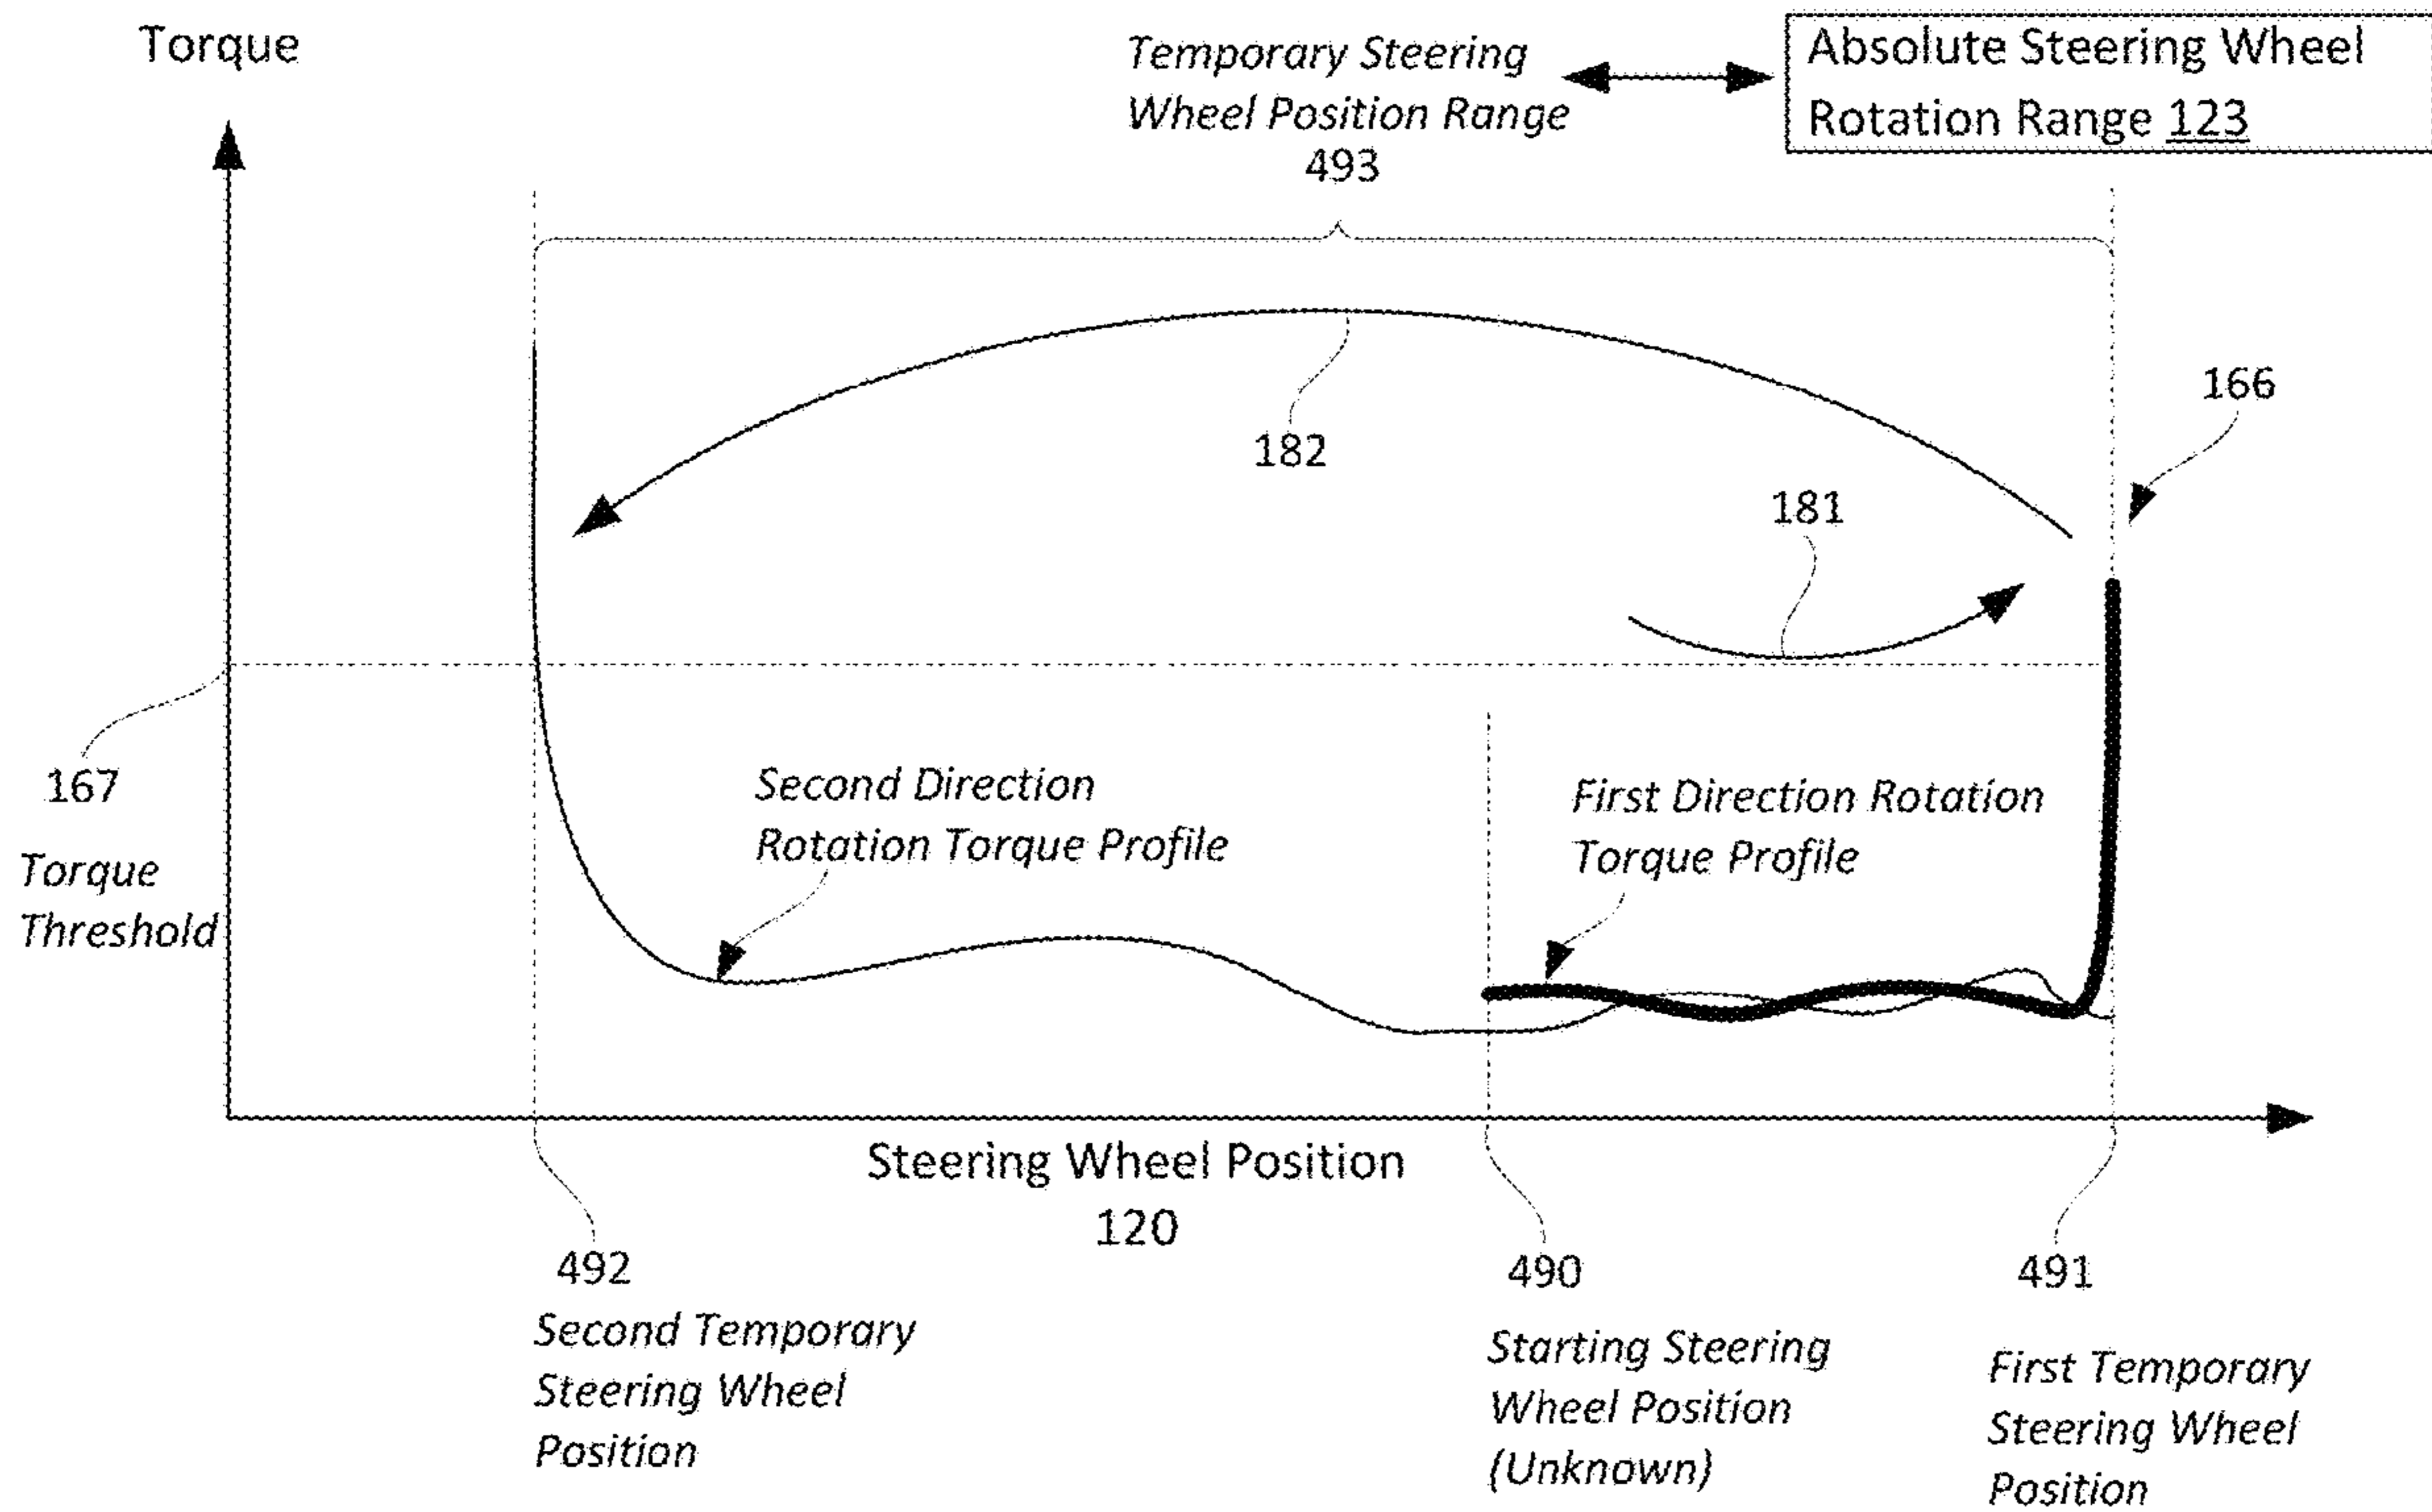 Torque
Temporary Steering
Wheel Position Range
493
Absolute Steering Wheel
Rotation Range 123
166
182
181
167
Torque
Threshold
Second Direction
Rotation Torque Profile
First Direction Rotation
Torque Profile
Steering Wheel Position
120
492
Second Temporary
Steering Wheel
Position
490
Starting Steering
Wheel Position
(Unknown)
491
First Temporary
Steering Wheel
Position